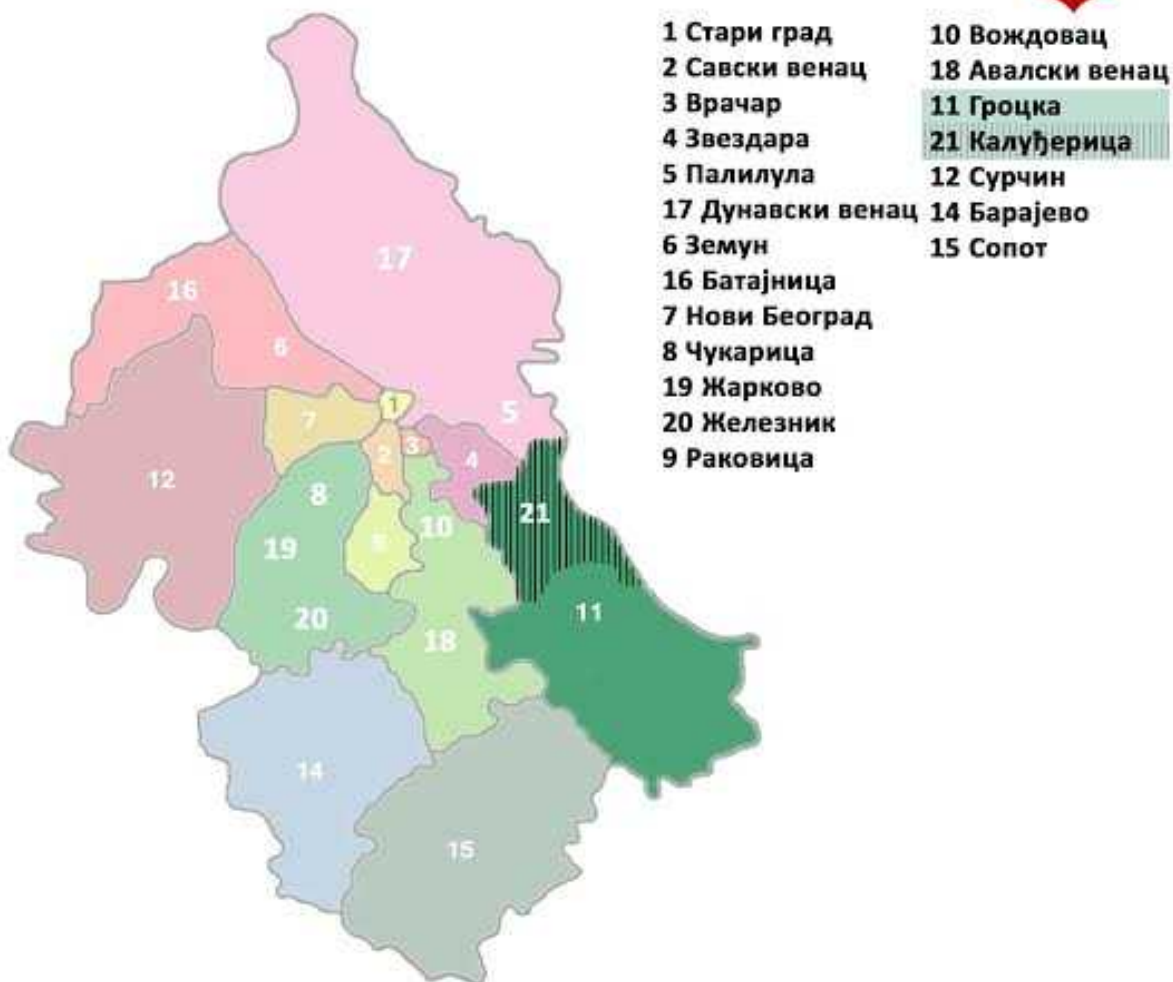 1 Стари град
2 Савски венац
3 Врачар
4 Звездара
5 Палилула
17 Дунавски венац
6 Земун
16 Батајница
7 Нови Београд
8 Чукарица
19 Жарково
20 Железник
9 Раковица
10 Вождовац
18 Авалски венац
11 Гроцка
21 Калуђерица
12 Сурчин
14 Барајево
15 Сопот
17
16
6
1
5
7
3
2
4
12
8
21
10
19
9
11
20
18
14
15